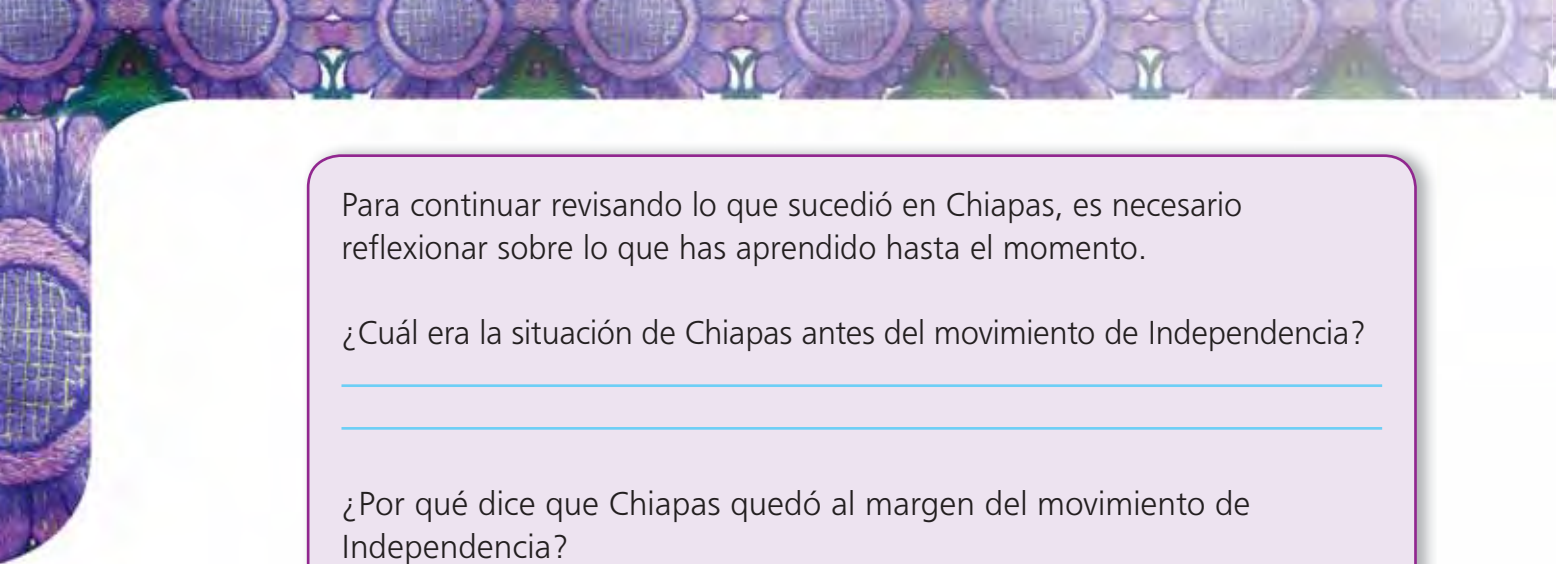 Para continuar revisando lo que sucedió en Chiapas, es necesario
reflexionar sobre lo que has aprendido hasta el momento.
¿Cuál era la situación de Chiapas antes del movimiento de Independencia?
¿Por qué dice que Chiapas quedó al margen del movimiento de
Independencia?